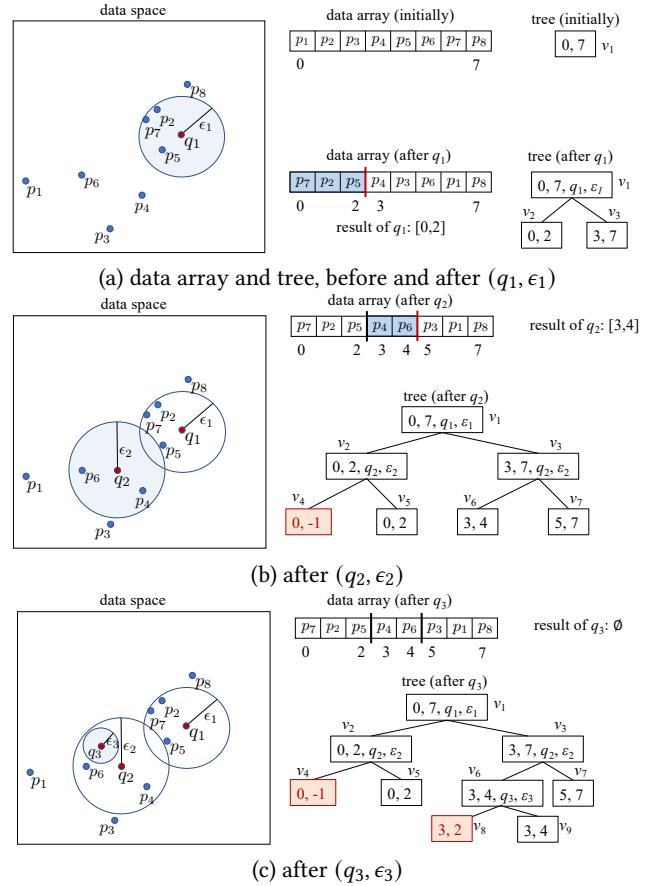 data space
p₈
p₂
p₇
ϵ₁
q₁
p₅
p₁
p₆
p₄
p₃
data array (initially)
p₁ p₂ p₃ p₄ p₅ p₆ p₇ p₈
0 7
tree (initially)
0, 7 v₁
data array (after q₁)
p₇ p₂ p₅ p₄ p₃ p₆ p₁ p₈
0 2 3 7
result of q₁: [0,2]
tree (after q₁)
0, 7, q₁, ε₁ v₁
v₂ v₃
0, 2 3, 7
(a) data array and tree, before and after (q₁, ϵ₁)
data space
p₈
p₂
p₇
ϵ₁
q₁
p₅
ϵ₂
p₆
q₂
p₁
p₄
p₃
data array (after q₂)
p₇ p₂ p₅ p₄ p₆ p₃ p₁ p₈
0 2 3 4 5 7
result of q₂: [3,4]
tree (after q₂)
0, 7, q₁, ε₁ v₁
v₂ v₃
0, 2, q₂, ε₂ 3, 7, q₂, ε₂
v₄ v₅ v₆ v₇
0, -1 0, 2 3, 4 5, 7
(b) after (q₂, ϵ₂)
data space
p₈
p₂
p₇
ϵ₁
q₁
p₅
ϵ₃
ϵ₂
q₃
p₆
q₂
p₁
p₄
p₃
data array (after q₃)
p₇ p₂ p₅ p₄ p₆ p₃ p₁ p₈
0 2 3 4 5 7
result of q₃: ∅
tree (after q₃)
0, 7, q₁, ε₁ v₁
v₂ v₃
0, 2, q₂, ε₂ 3, 7, q₂, ε₂
v₄ v₅ v₆ v₇
0, -1 0, 2 3, 4, q₃, ε₃ 5, 7
3, 2 v₈ 3, 4 v₉
(c) after (q₃, ϵ₃)